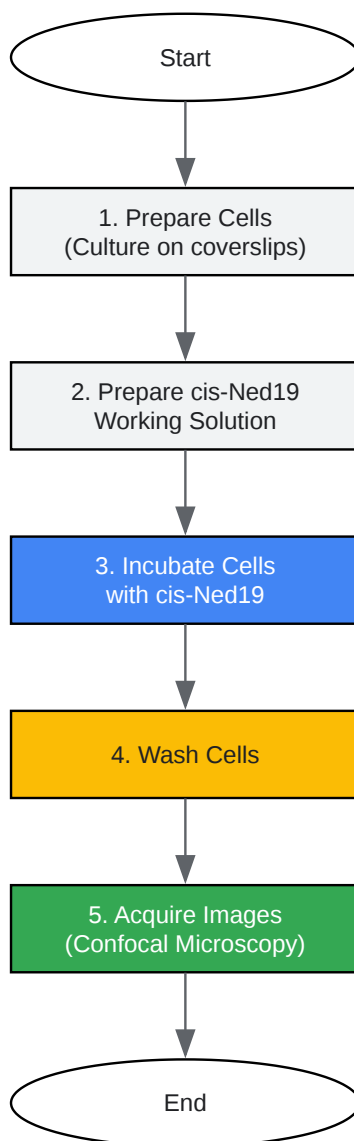 Start
1. Prepare Cells
(Culture on coverslips)
2. Prepare cis-Ned19
Working Solution
3. Incubate Cells
with cis-Ned19
4. Wash Cells
5. Acquire Images
(Confocal Microscopy)
End